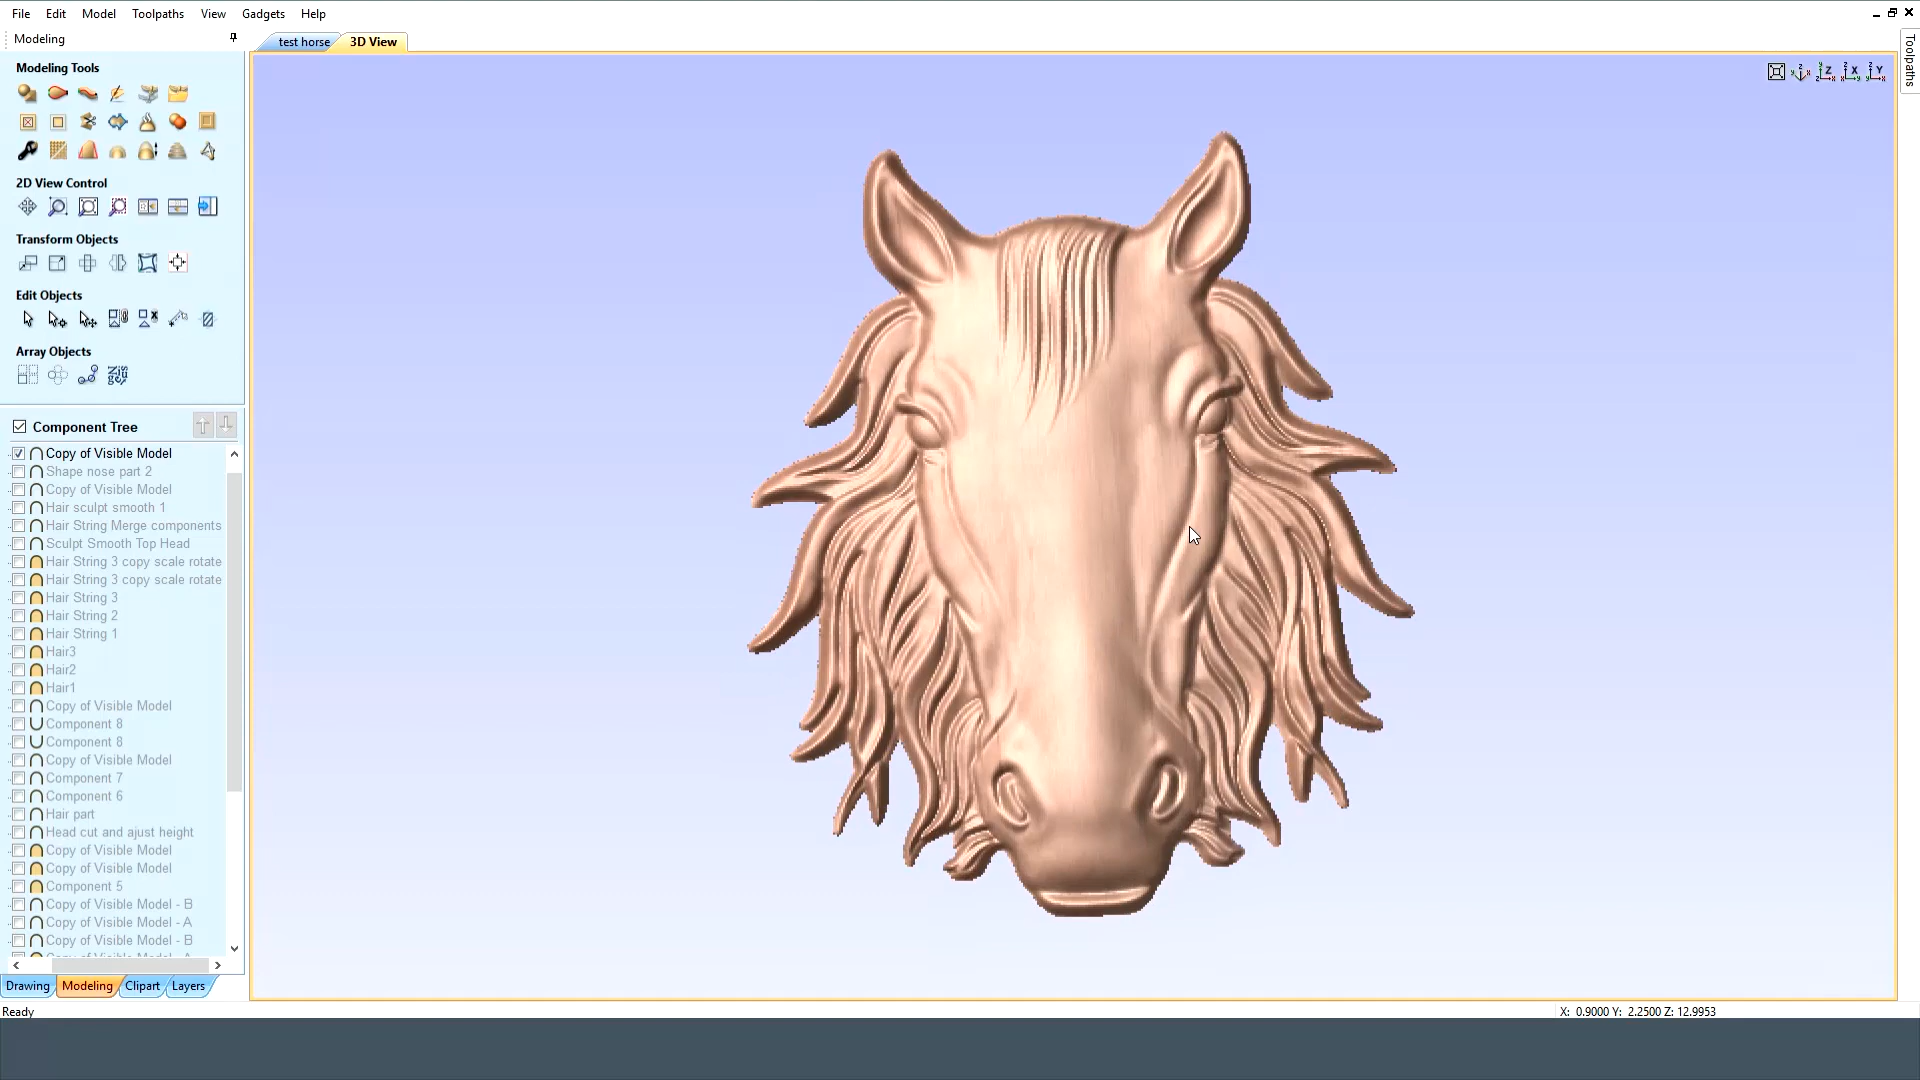 File Edit Model Toolpaths View Gadgets Help
Modeling
test horse 3D View
Toolpaths
Modeling Tools
2D View Control
Transform Objects
Edit Objects
Array Objects
Component Tree
Copy of Visible Model
Shape nose part 2
Copy of Visible Model
Hair sculpt smooth 1
Hair String Merge components
Sculpt Smooth Top Head
Hair String 3 copy scale rotate
Hair String 3 copy scale rotate
Hair String 3
Hair String 2
Hair String 1
Hair3
Hair2
Hair1
Copy of Visible Model
Component 8
Component 8
Copy of Visible Model
Component 7
Component 6
Hair part
Head cut and ajust height
Copy of Visible Model
Copy of Visible Model
Component 5
Copy of Visible Model - B
Copy of Visible Model - A
Copy of Visible Model - B
Drawing Modeling Clipart Layers
Ready
X: 0.9000 Y: 2.2500 Z: 12.9953